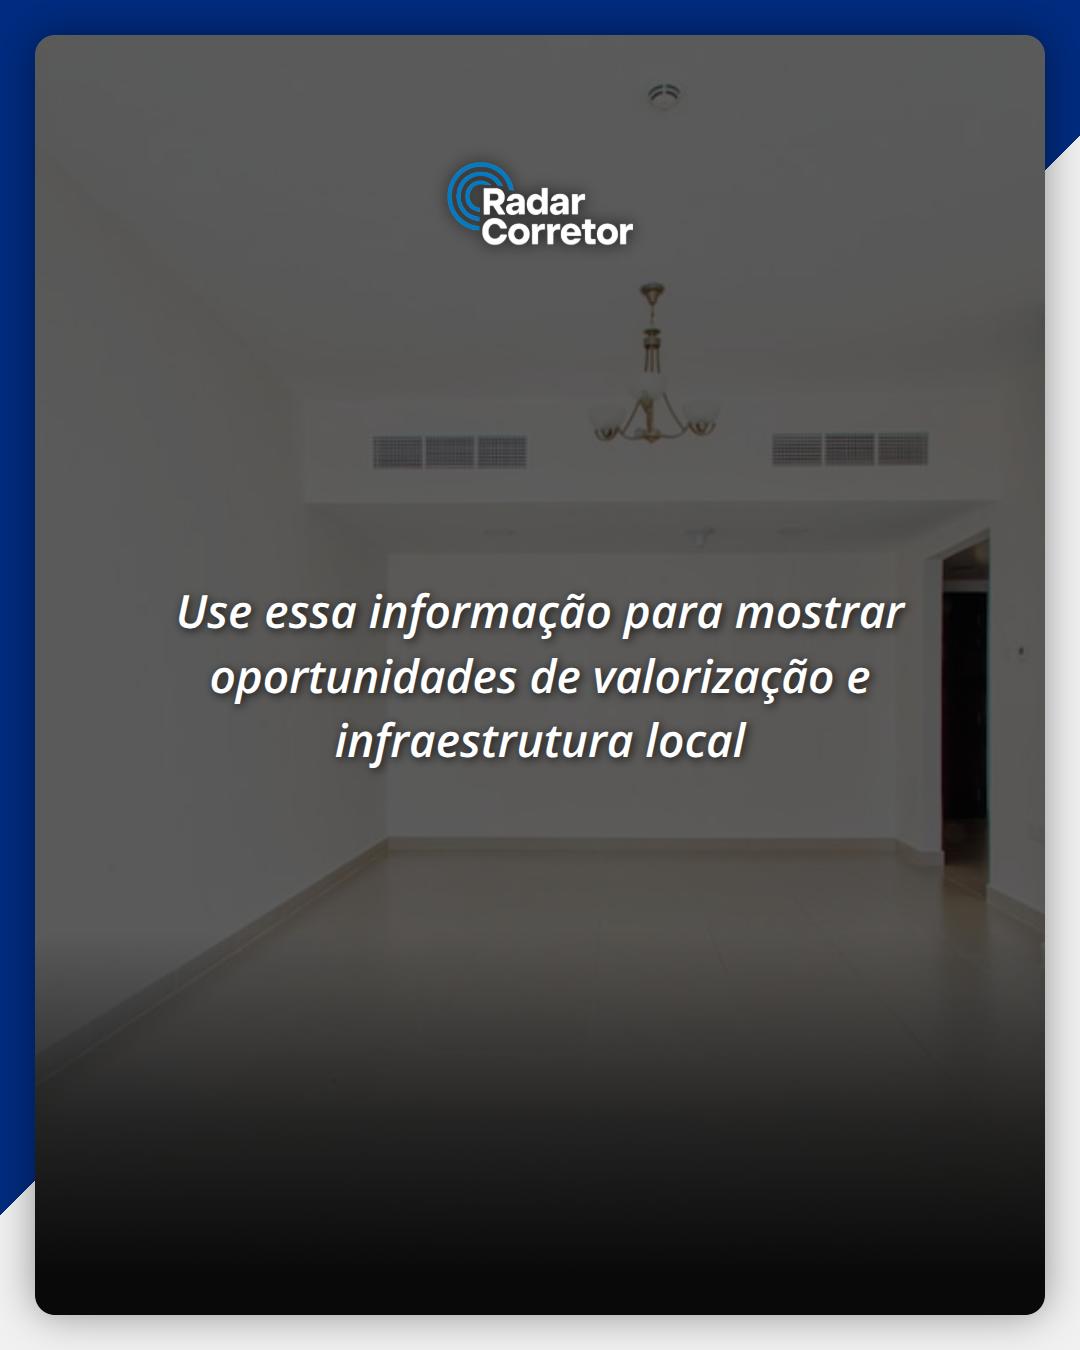 Radar
Corretor
Use essa informação para mostrar
oportunidades de valorização e
infraestrutura local